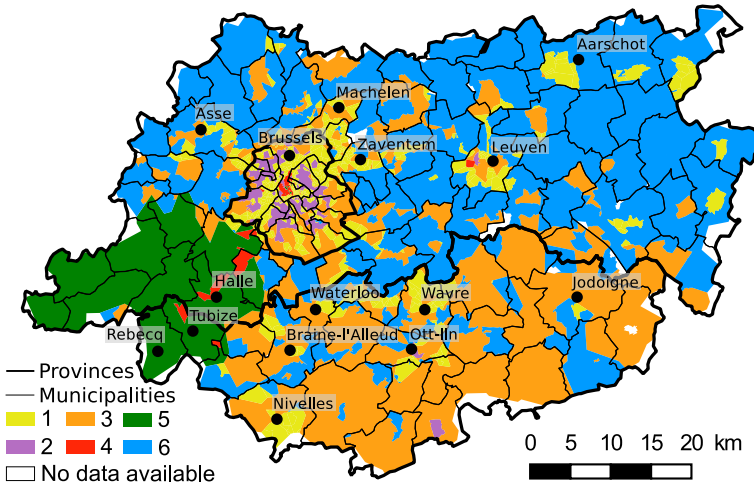 Aarschot
Machelen
Asse
Brussels
Zaventem
Leuven
Halle
Waterloo
Wavre
Jodoigne
Tubize
Rebecq
Braine-l'Alleud
Ott-lln
Nivelles
Provinces
Municipalities
1 3 5
2 4 6
No data available
0 5 10 15 20 km